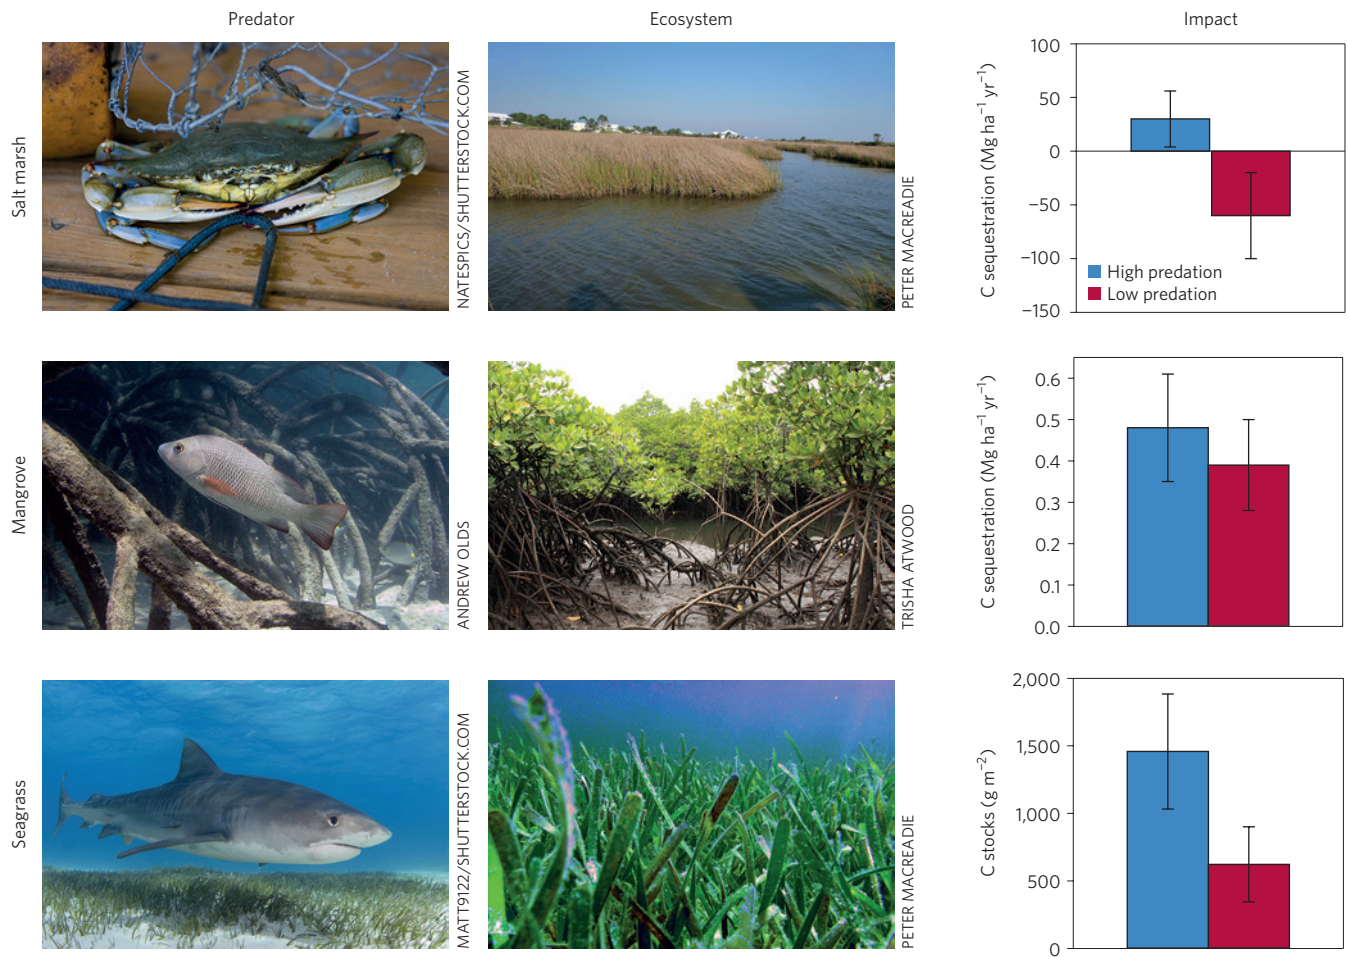 Predator
Ecosystem
Impact
Salt marsh
NATESPICS/SHUTTERSTOCK.COM
PETER MACREADIE
C sequestration (Mg ha⁻¹ yr⁻¹)
100
50
0
−50
−100
−150
High predation
Low predation
Mangrove
ANDREW OLDS
TRISHA ATWOOD
C sequestration (Mg ha⁻¹ yr⁻¹)
0.6
0.5
0.4
0.3
0.2
0.1
0.0
Seagrass
MATT9122/SHUTTERSTOCK.COM
PETER MACREADIE
C stocks (g m⁻²)
2,000
1,500
1,000
500
0